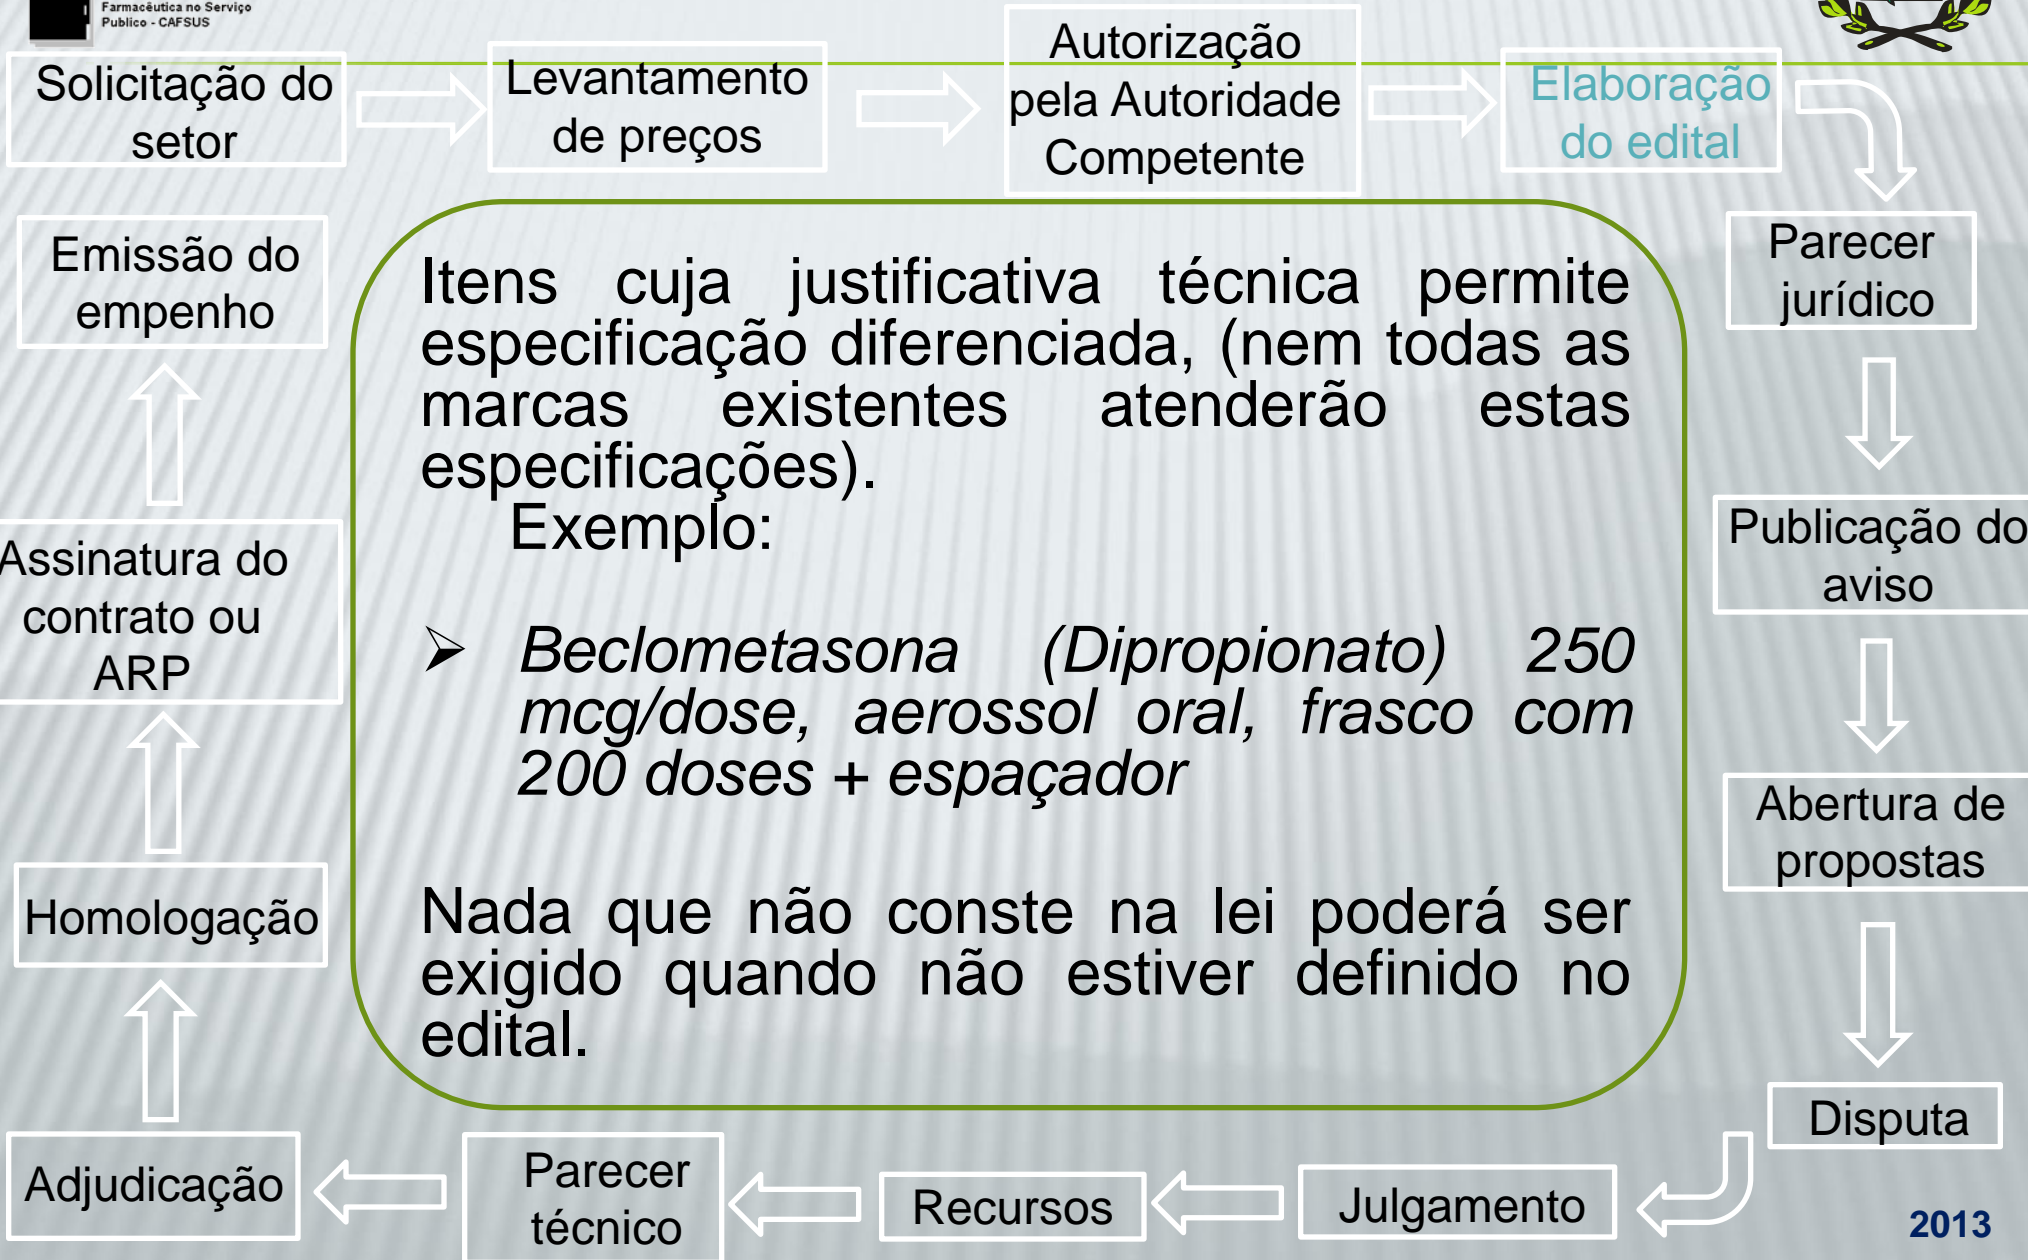 Farmacêutica no Serviço
Publico - CAFSUS
Solicitação do
setor
Levantamento
de preços
Autorização
pela Autoridade
Competente
Elaboração
do edital
Parecer
jurídico
Publicação do
aviso
Abertura de
propostas
Disputa
Julgamento
Recursos
Parecer
técnico
Adjudicação
Homologação
Assinatura do
contrato ou
ARP
Emissão do
empenho
Itens cuja justificativa técnica permite
especificação diferenciada, (nem todas as
marcas existentes atenderão estas
especificações).
Exemplo:
➢ Beclometasona (Dipropionato) 250
mcg/dose, aerossol oral, frasco com
200 doses + espaçador
Nada que não conste na lei poderá ser
exigido quando não estiver definido no
edital.
2013